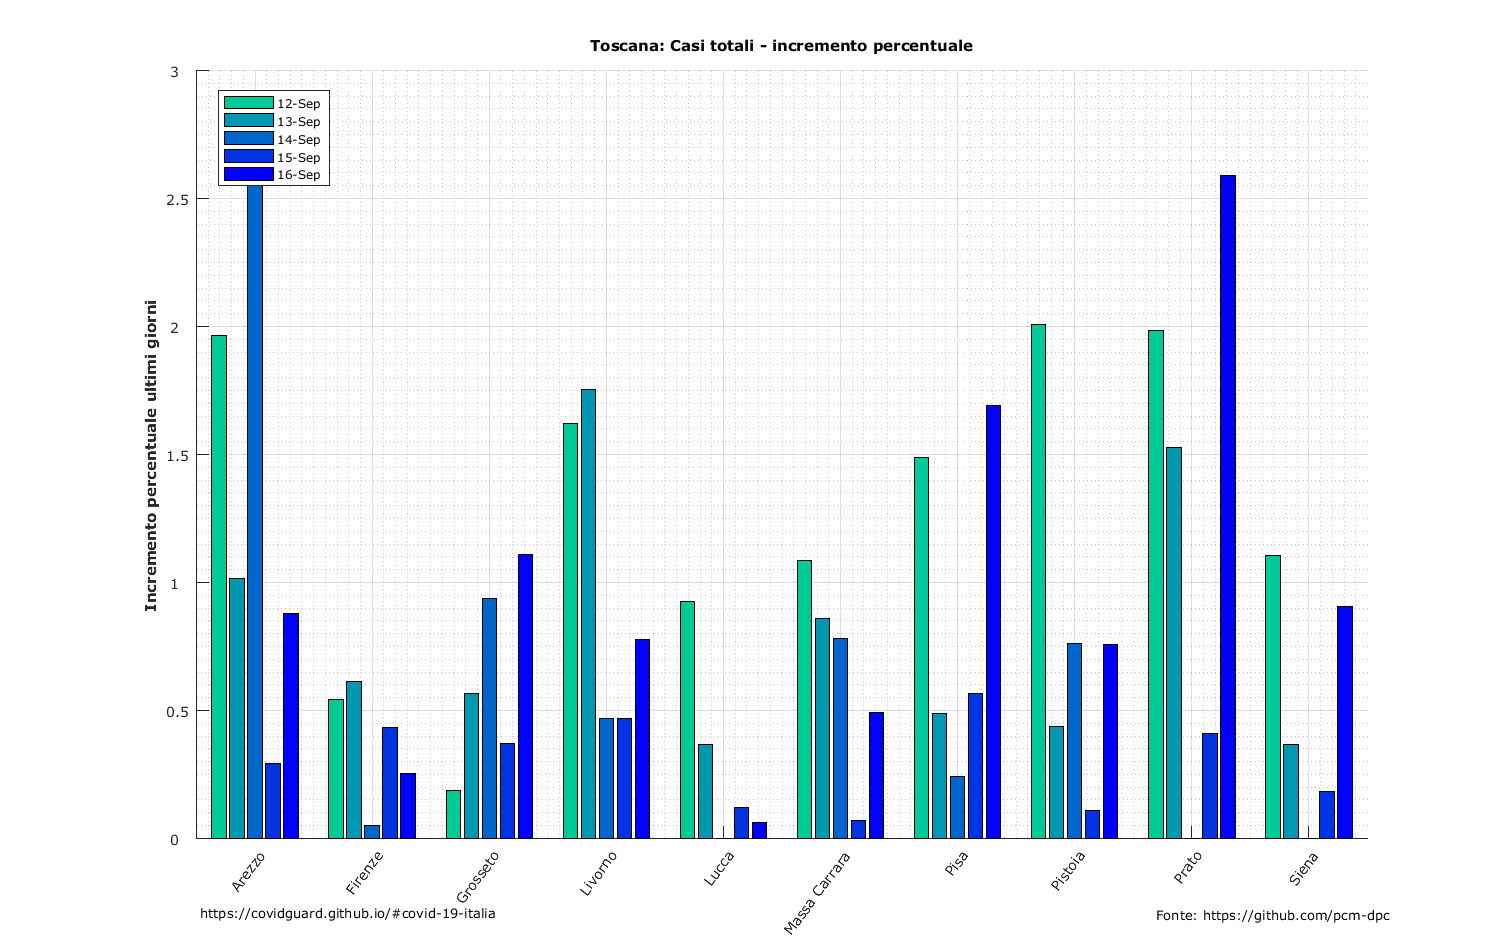 Toscana: Casi totali - incremento percentuale
3
2.5
2
1.5
1
0.5
0
Incremento percentuale ultimi giorni
12-Sep
13-Sep
14-Sep
15-Sep
16-Sep
Arezzo
Firenze
Grosseto
Livorno
Lucca
Massa Carrara
Pisa
Pistoia
Prato
Siena
https://covidguard.github.io/#covid-19-italia
Fonte: https://github.com/pcm-dpc